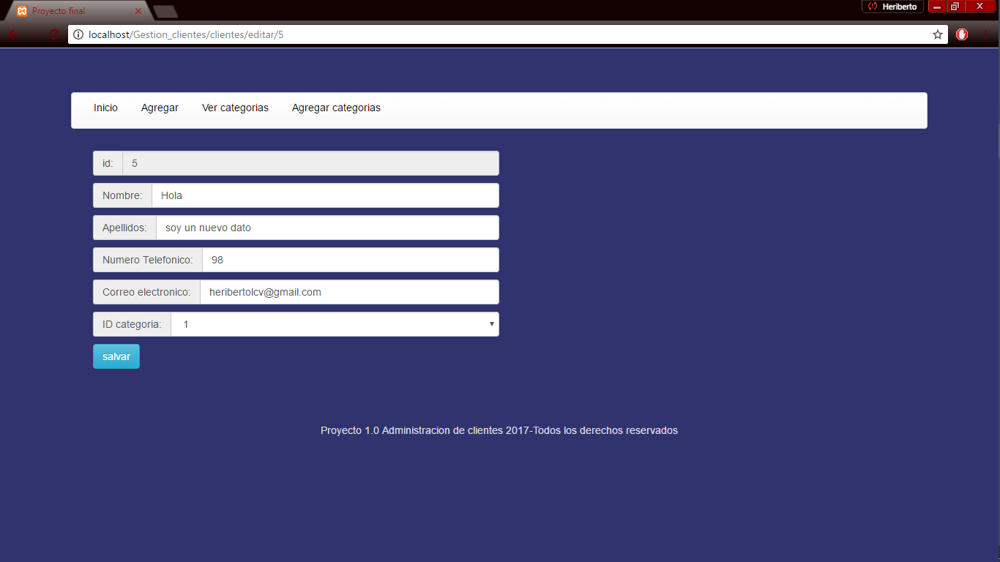 Proyecto final
Heriberto
localhost/Gestion_clientes/clientes/editar/5
Inicio Agregar Ver categorias Agregar categorias
id: 5
Nombre: Hola
Apellidos: soy un nuevo dato
Numero Telefonico: 98
Correo electronico: heribertolcv@gmail.com
ID categoria: 1
salvar
Proyecto 1.0 Administracion de clientes 2017-Todos los derechos reservados